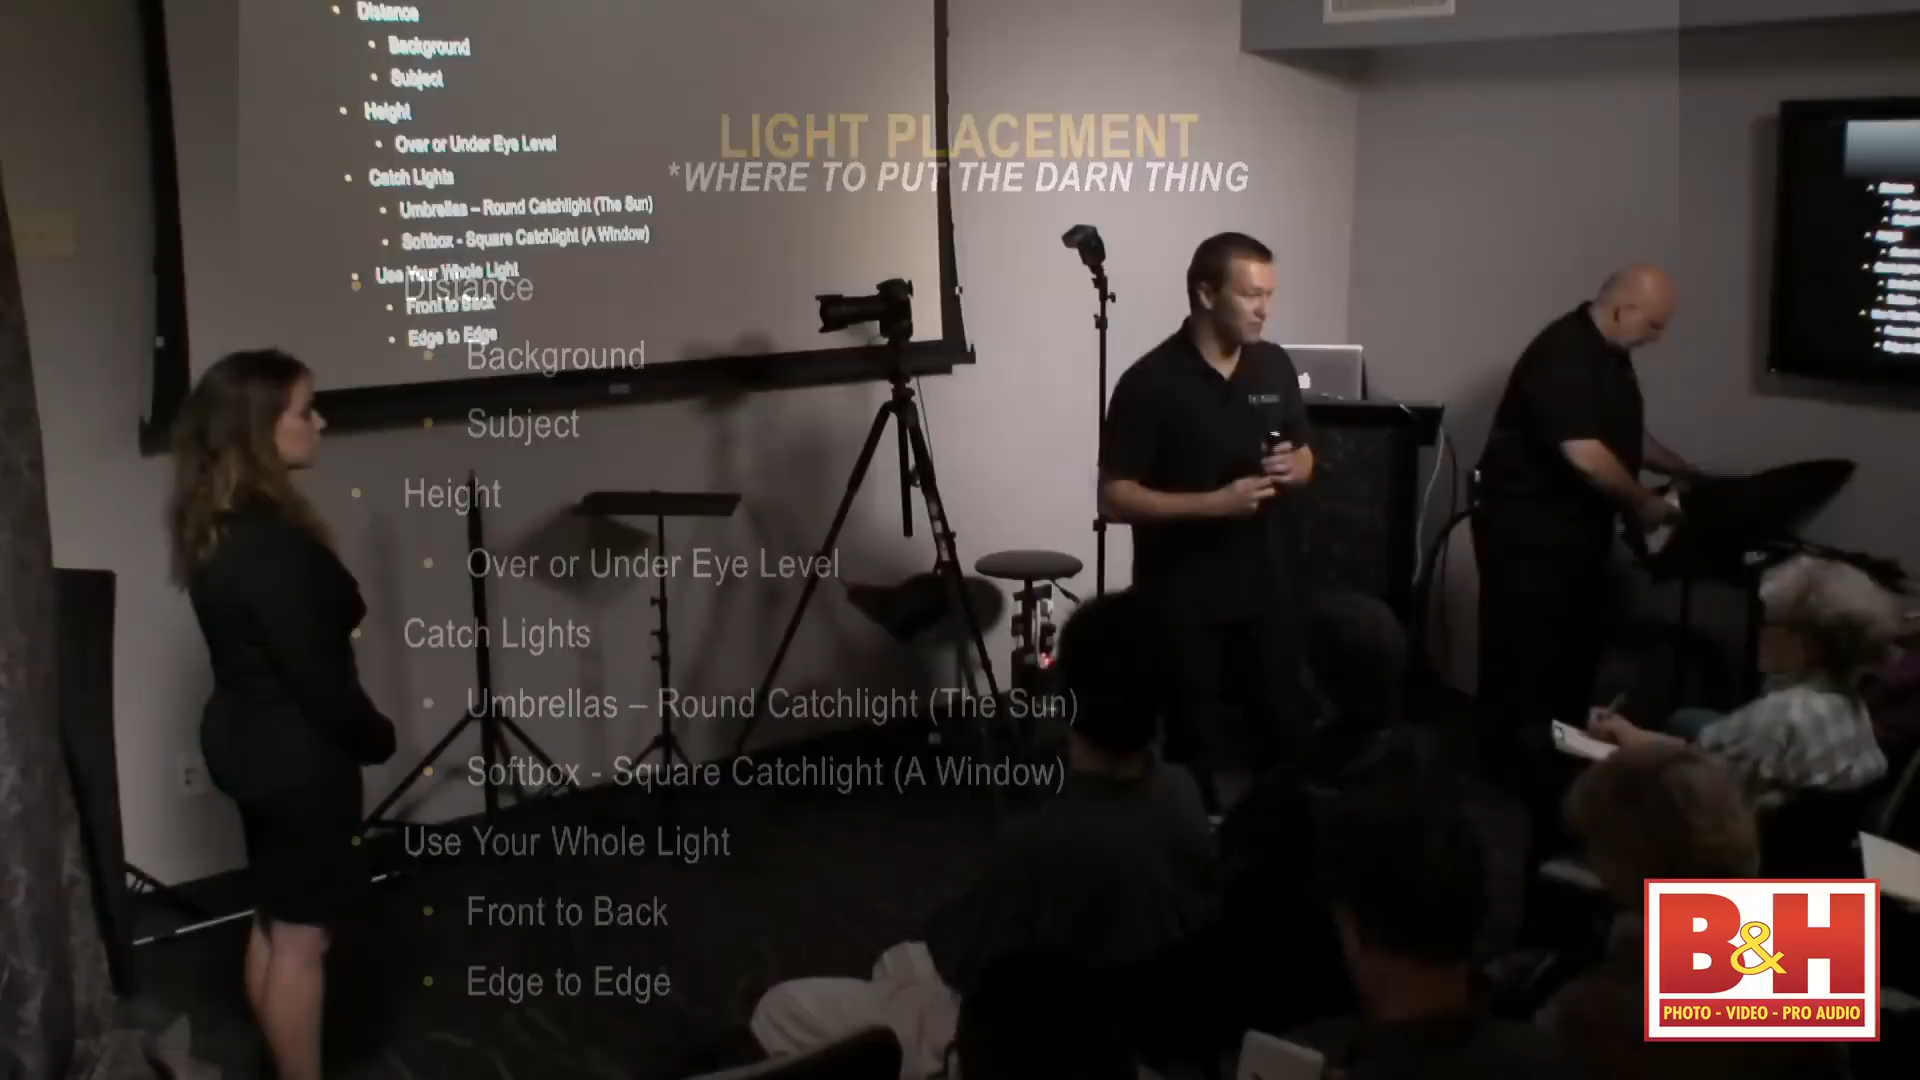 • Distance
• Background
• Subject
• Height
• Over or Under Eye Level
• Catch Lights
• Umbrellas – Round Catchlight (The Sun)
• Softbox - Square Catchlight (A Window)
• Use Your Whole Light
• Front to Back
• Edge to Edge
LIGHT PLACEMENT
*WHERE TO PUT THE DARN THING
• Distance
• Background
• Subject
• Height
• Over or Under Eye Level
• Catch Lights
• Umbrellas – Round Catchlight (The Sun)
• Softbox - Square Catchlight (A Window)
• Use Your Whole Light
• Front to Back
• Edge to Edge
B&H
PHOTO - VIDEO - PRO AUDIO